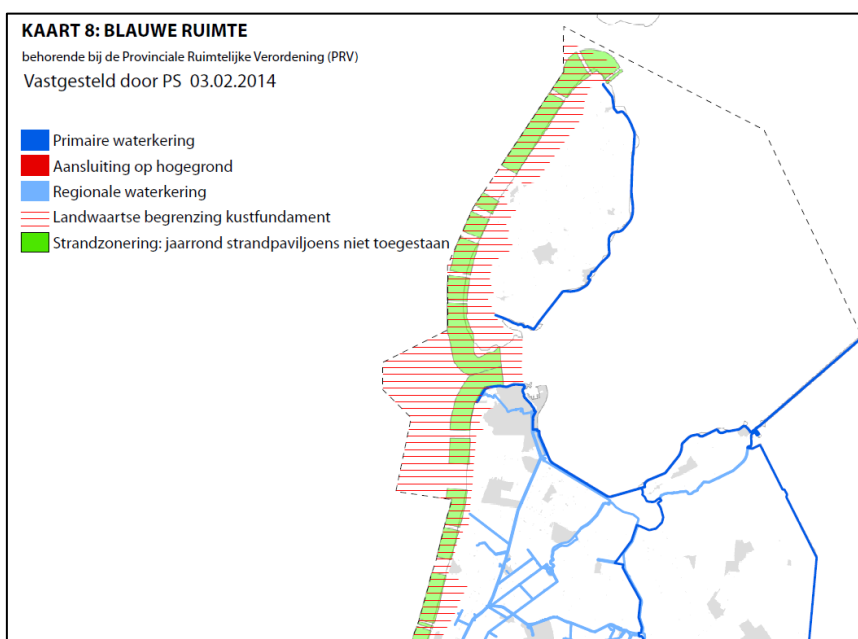 KAART 8: BLAUWE RUIMTE
behorende bij de Provinciale Ruimtelijke Verordening (PRV)
Vastgesteld door PS 03.02.2014
Primaire waterkering
Aansluiting op hogegrond
Regionale waterkering
Landwaartse begrenzing kustfundament
Strandzonering: jaarrond strandpaviljoens niet toegestaan